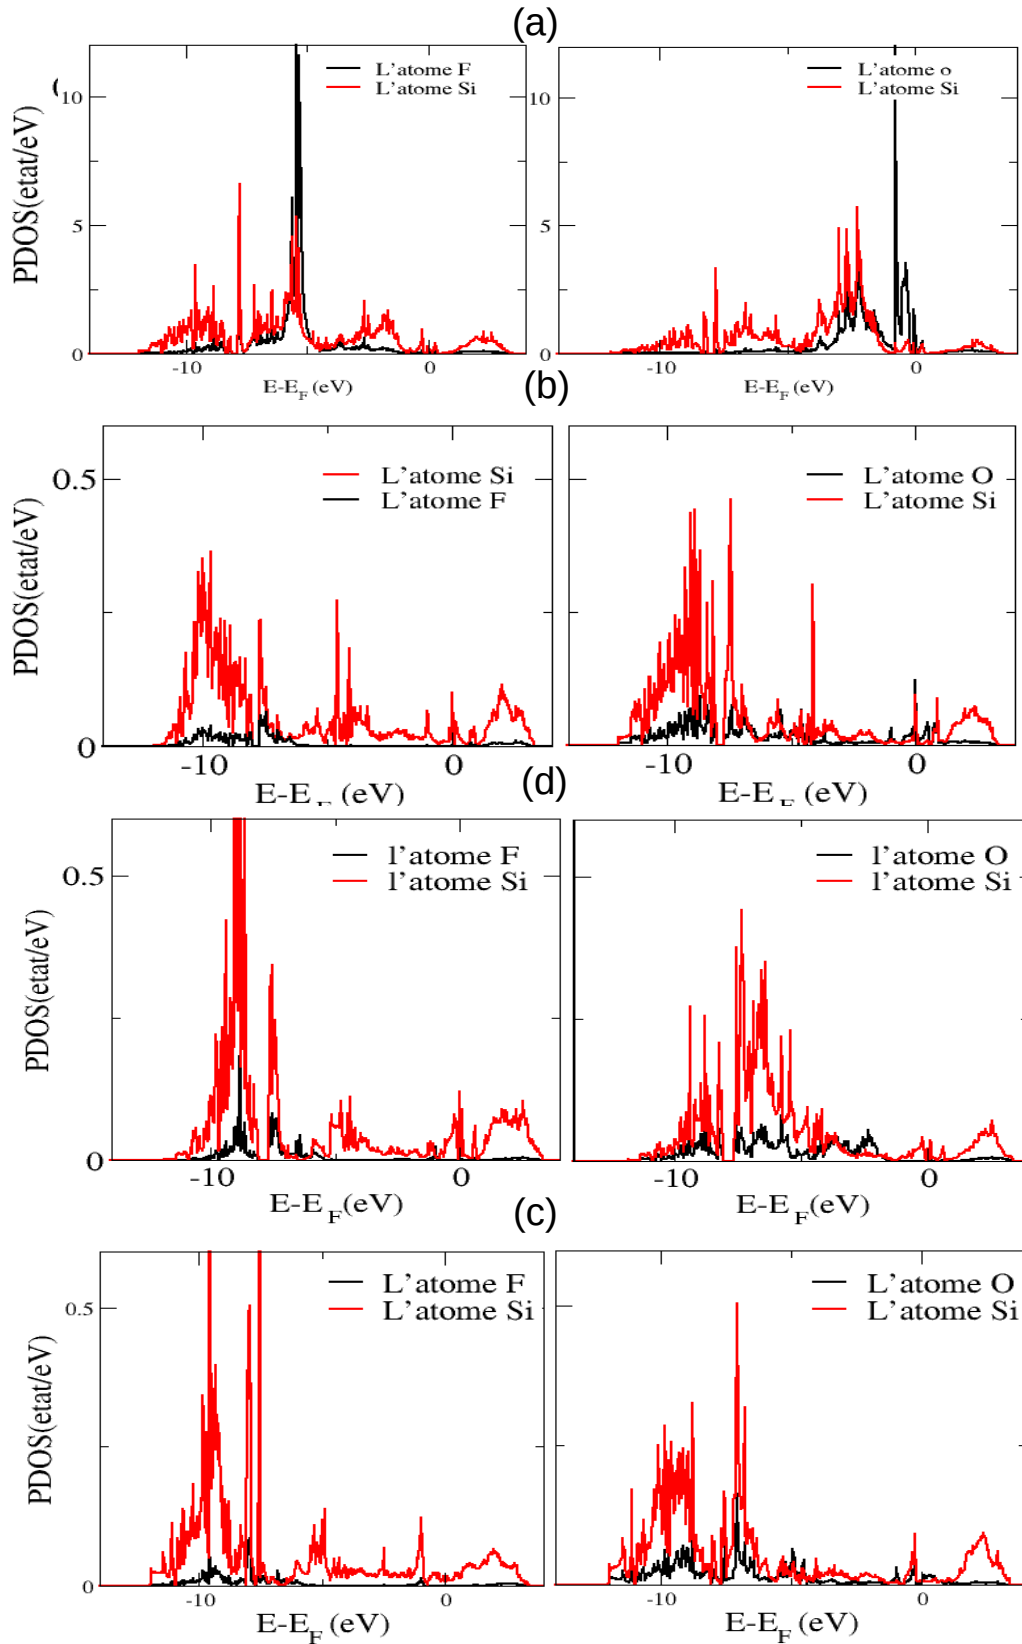 (a)
L'atome F
L'atome Si
L'atome o
L'atome Si
PDOS(etat/eV)
10
5
0
-10
0
E-E_F (eV)
10
5
0
-10
0
E-E_F (eV)
(b)
L'atome Si
L'atome F
L'atome O
L'atome Si
PDOS(etat/eV)
0.5
0
-10
0
E-E_F (eV)
-10
0
E-E_F (eV)
(d)
l'atome F
l'atome Si
l'atome O
l'atome Si
PDOS(etat/eV)
0.5
0
-10
0
E-E_F(eV)
-10
0
E-E_F(eV)
(c)
L'atome F
L'atome Si
L'atome O
L'atome Si
PDOS(etat/eV)
0.5
0
-10
0
E-E_F (eV)
-10
0
E-E_F (eV)